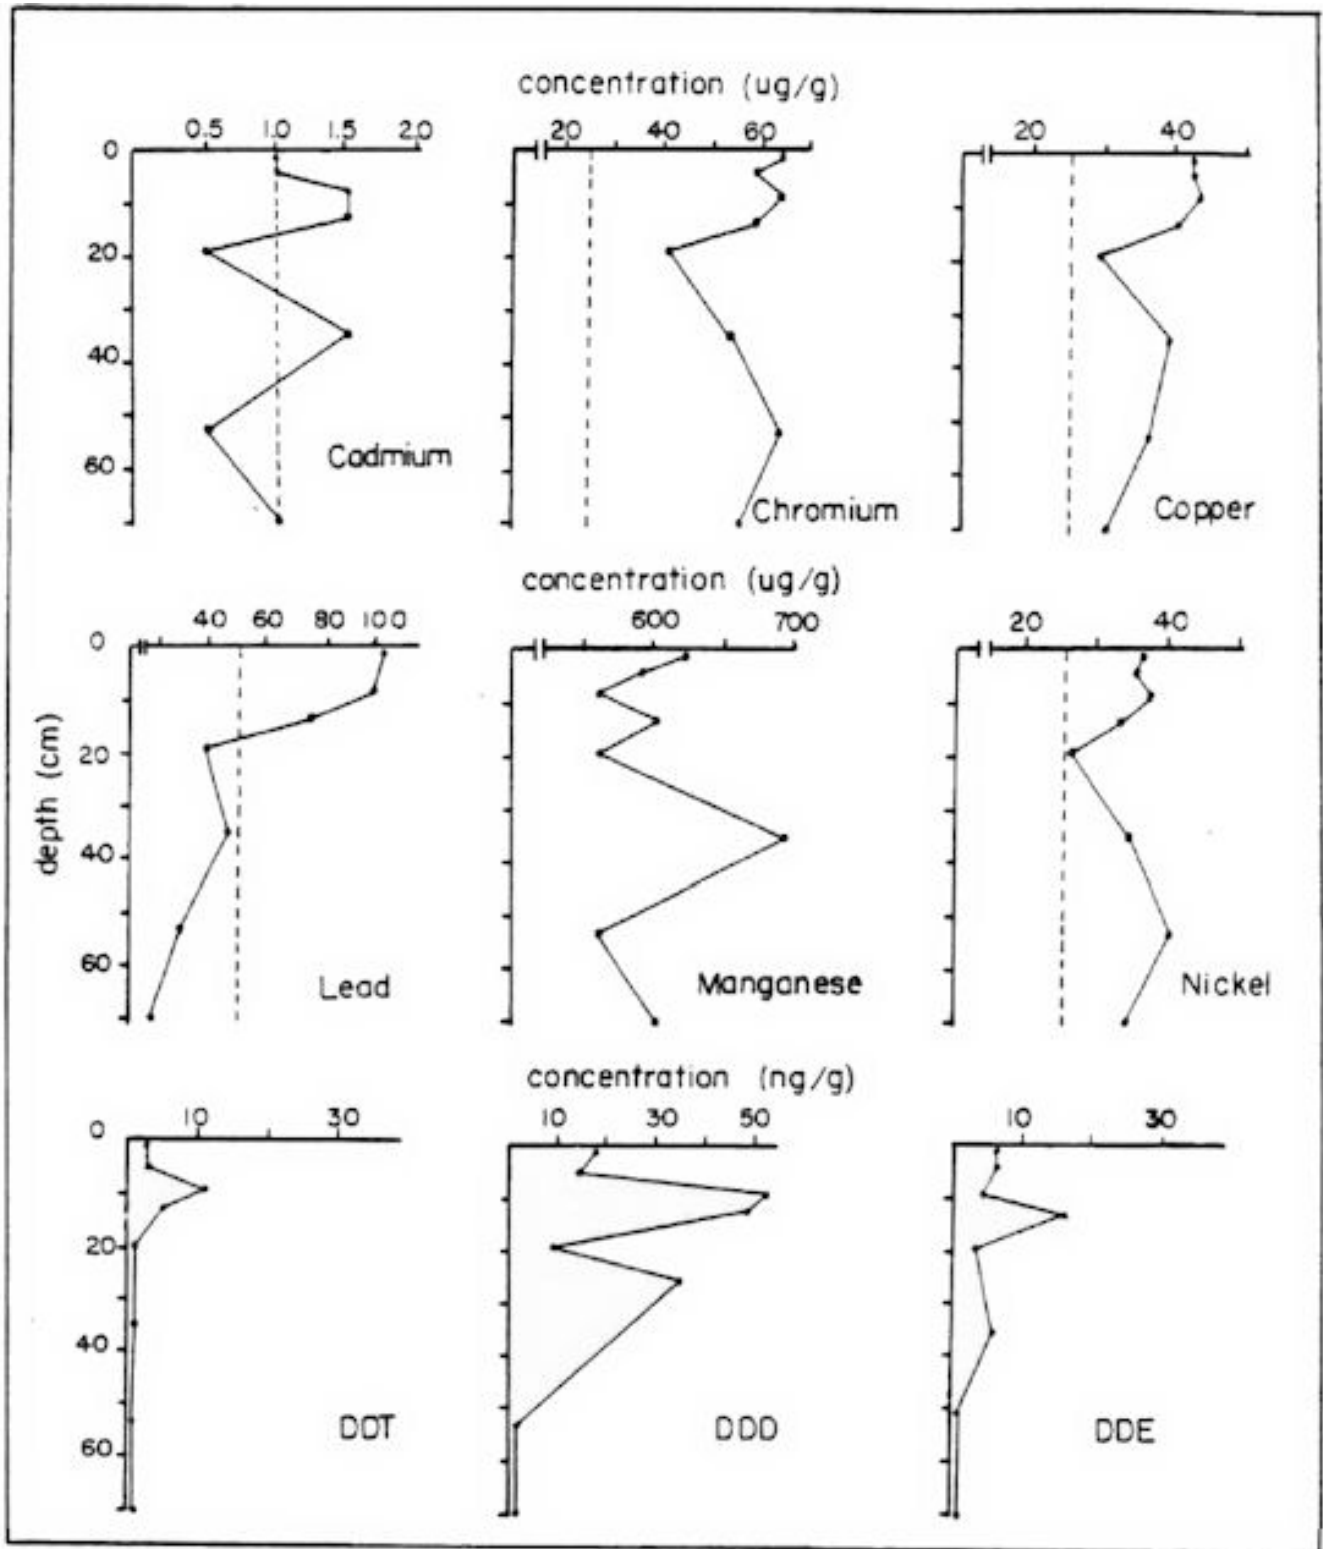 concentration (ug/g)
0.5 1.0 1.5 2.0
20 40 60
20 40
0
20
40
60
Cadmium
Chromium
Copper
concentration (ug/g)
40 60 80 100
600 700
20 40
0
20
40
60
depth (cm)
Lead
Manganese
Nickel
concentration (ng/g)
10 30
10 30 50
10 30
0
20
40
60
DDT
DDD
DDE